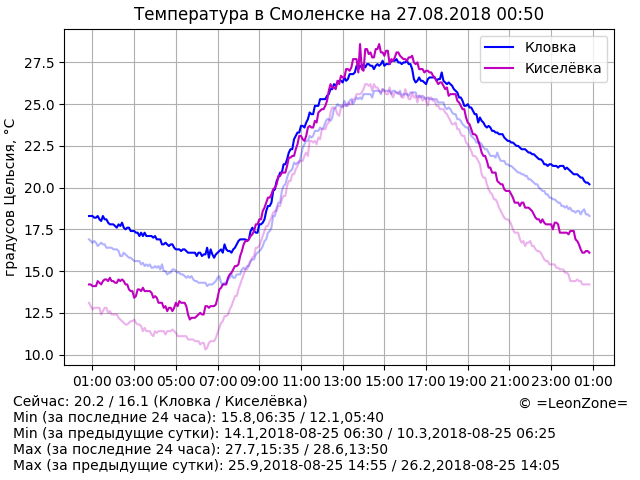 Температура в Смоленске на 27.08.2018 00:50
Кловка
Киселёвка
градусов Цельсия, °C
27.5
25.0
22.5
20.0
17.5
15.0
12.5
10.0
01:00 03:00 05:00 07:00 09:00 11:00 13:00 15:00 17:00 19:00 21:00 23:00 01:00
Сейчас: 20.2 / 16.1 (Кловка / Киселёвка)
© =LeonZone=
Min (за последние 24 часа): 15.8,06:35 / 12.1,05:40
Min (за предыдущие сутки): 14.1,2018-08-25 06:30 / 10.3,2018-08-25 06:25
Max (за последние 24 часа): 27.7,15:35 / 28.6,13:50
Max (за предыдущие сутки): 25.9,2018-08-25 14:55 / 26.2,2018-08-25 14:05